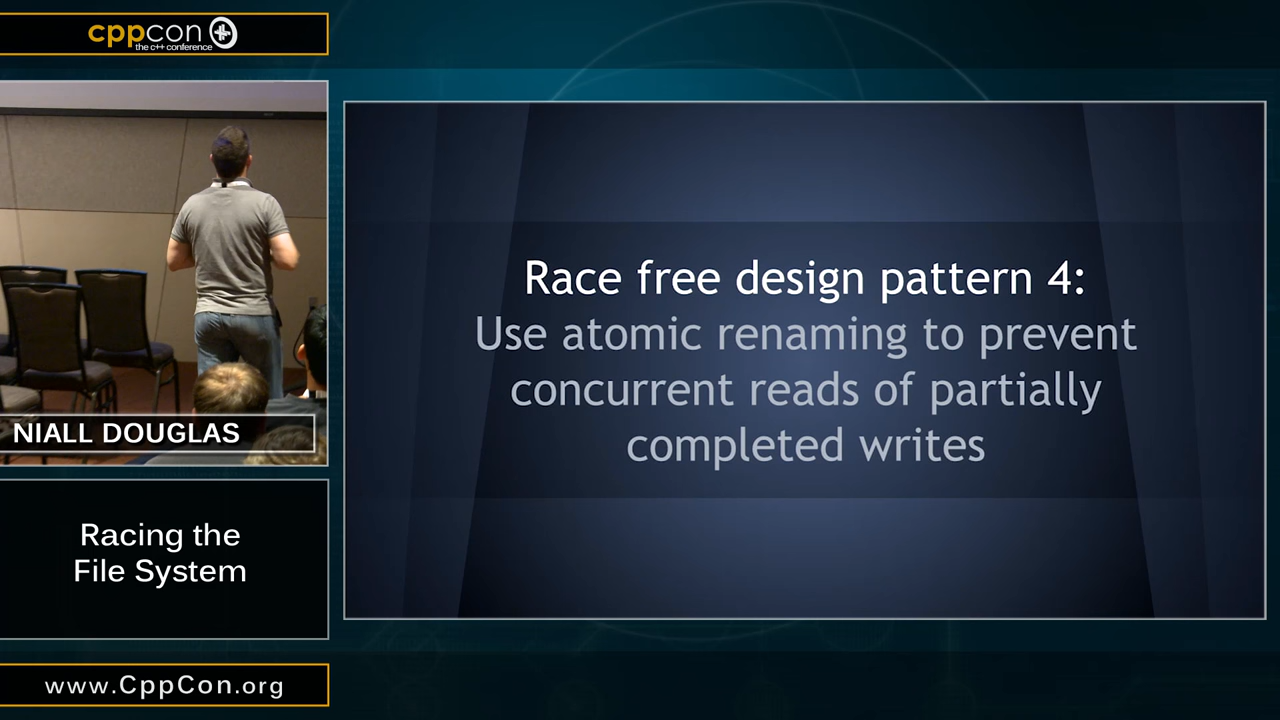 cppcon
the c++ conference
NIALL DOUGLAS
Racing the
File System
www.CppCon.org
Race free design pattern 4:
Use atomic renaming to prevent
concurrent reads of partially
completed writes